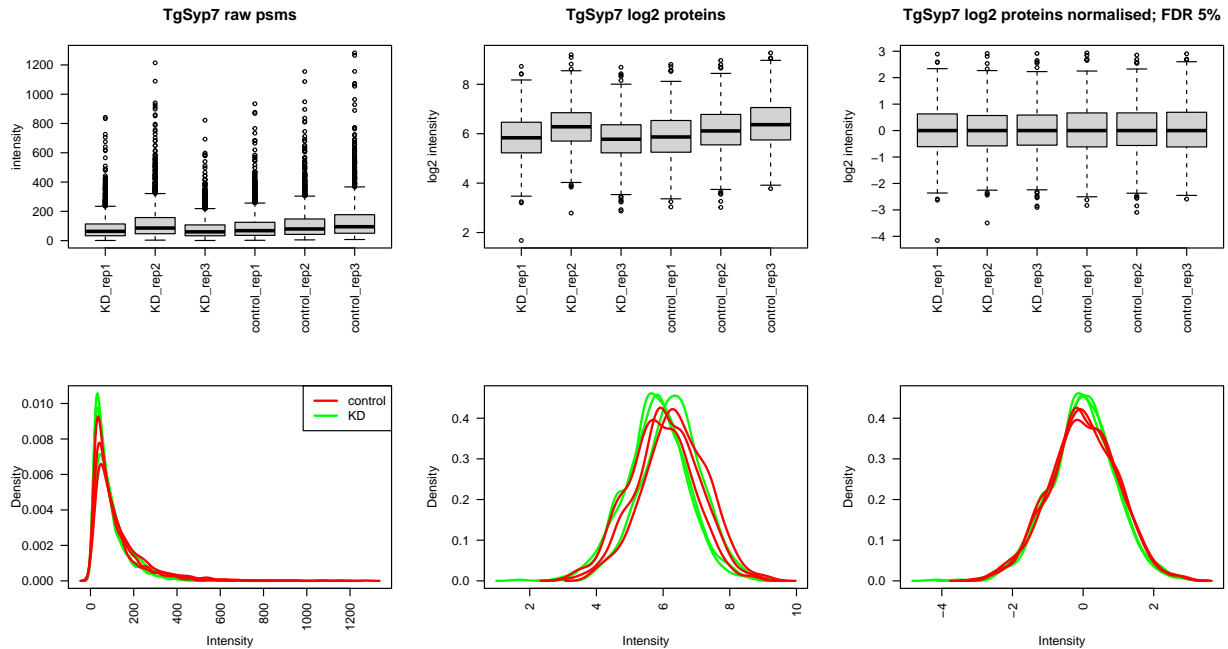 TgSyp7 raw psms
intensity
0
200
400
600
800
1000
1200
KD_rep1
KD_rep2
KD_rep3
control_rep1
control_rep2
control_rep3
TgSyp7 log2 proteins
log2 intensity
2
4
6
8
KD_rep1
KD_rep2
KD_rep3
control_rep1
control_rep2
control_rep3
TgSyp7 log2 proteins normalised; FDR 5%
log2 intensity
−4
−3
−2
−1
0
1
2
3
KD_rep1
KD_rep2
KD_rep3
control_rep1
control_rep2
control_rep3
control
KD
Density
0.000
0.002
0.004
0.006
0.008
0.010
0
200
400
600
800
1000
1200
Intensity
Density
0.0
0.1
0.2
0.3
0.4
2
4
6
8
10
Intensity
Density
0.0
0.1
0.2
0.3
0.4
−4
−2
0
2
Intensity